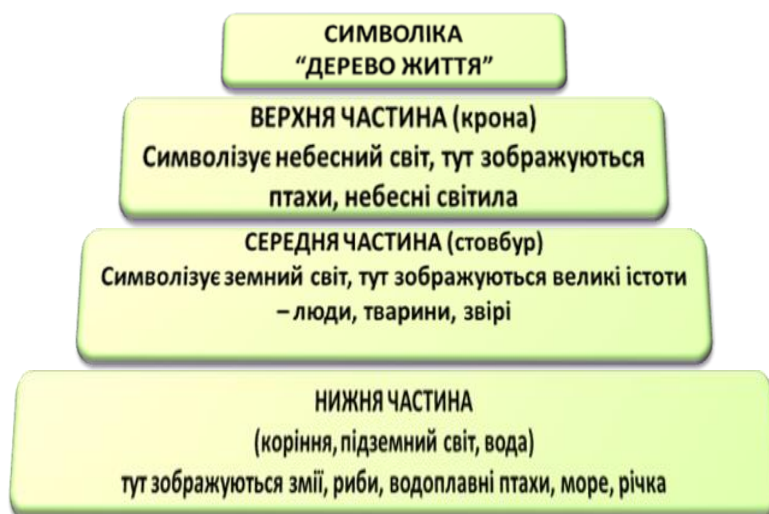 СИМВОЛІКА
“ДЕРЕВО ЖИТТЯ”
ВЕРХНЯ ЧАСТИНА (крона)
Символізує небесний світ, тут зображуються
птахи, небесні світила
СЕРЕДНЯ ЧАСТИНА (стовбур)
Символізує земний світ, тут зображуються великі істоти
– люди, тварини, звірі
НИЖНЯ ЧАСТИНА
(коріння, підземний світ, вода)
тут зображуються змії, риби, водоплавні птахи, море, річка